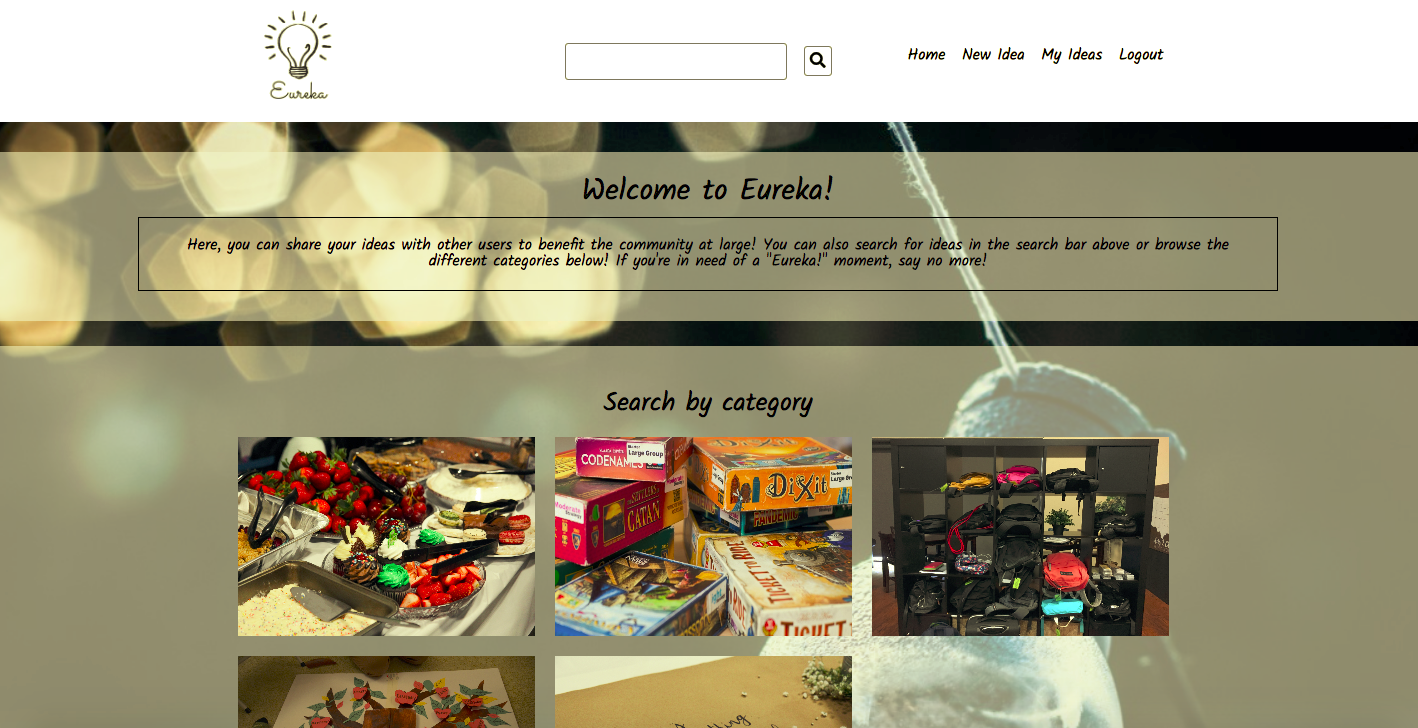 Eureka
Home New Idea My Ideas Logout
Welcome to Eureka!
Here, you can share your ideas with other users to benefit the community at large! You can also search for ideas in the search bar above or browse the
different categories below! If you're in need of a "Eureka!" moment, say no more!
Search by category
Large Group
CODENAMES
DiXit
Large
CATAN
PANDEMIC
TICKET TO RIDE
TICKET